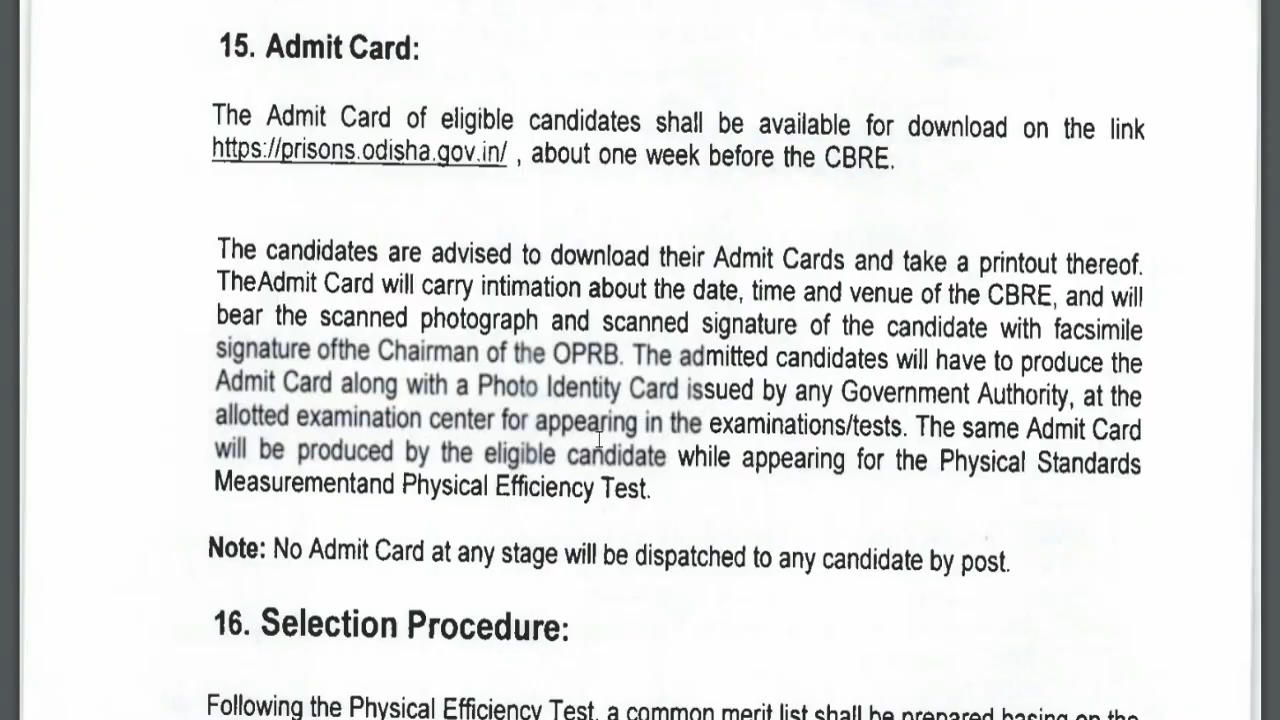 15. Admit Card:
The Admit Card of eligible candidates shall be available for download on the link
https://prisons.odisha.gov.in/ , about one week before the CBRE.
The candidates are advised to download their Admit Cards and take a printout thereof.
TheAdmit Card will carry intimation about the date, time and venue of the CBRE, and will
bear the scanned photograph and scanned signature of the candidate with facsimile
signature ofthe Chairman of the OPRB. The admitted candidates will have to produce the
Admit Card along with a Photo Identity Card issued by any Government Authority, at the
allotted examination center for appearing in the examinations/tests. The same Admit Card
will be produced by the eligible candidate while appearing for the Physical Standards
Measurementand Physical Efficiency Test.
Note: No Admit Card at any stage will be dispatched to any candidate by post.
16. Selection Procedure:
Following the Physical Efficiency Test, a common merit list shall be prepared basing on the